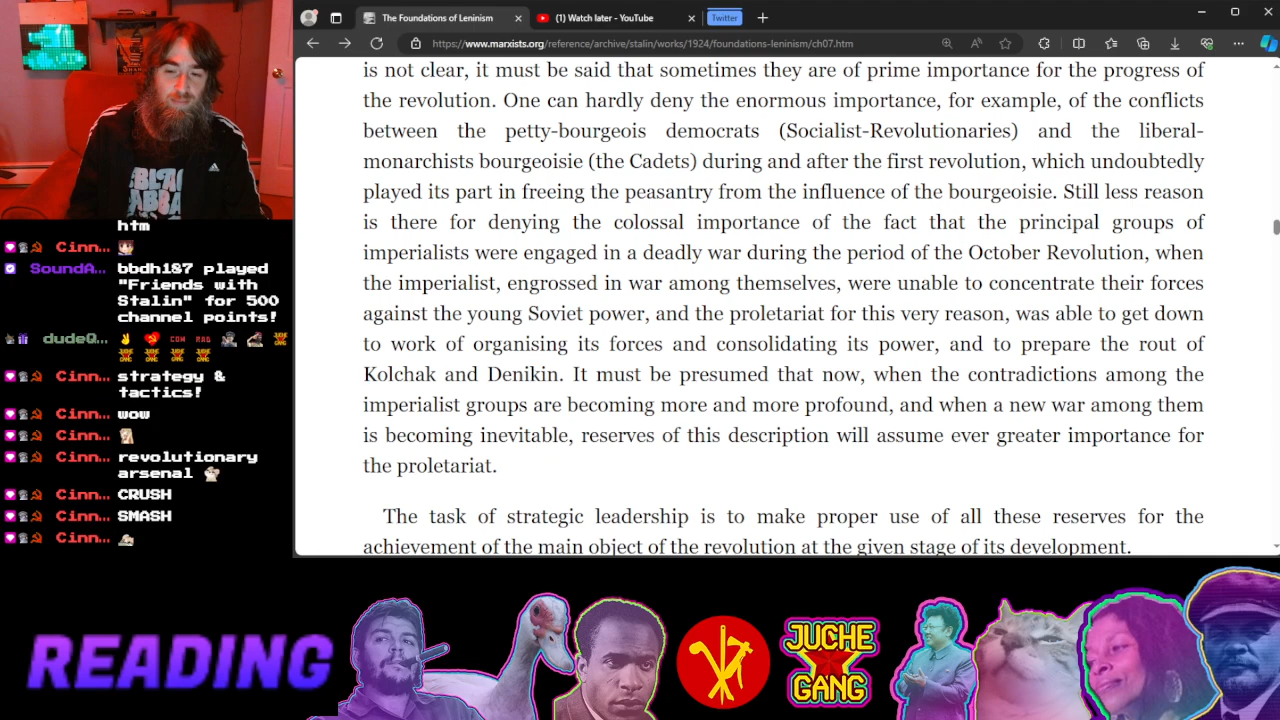 The Foundations of Leninism
(1) Watch later - YouTube
Twitter
https://www.marxists.org/reference/archive/stalin/works/1924/foundations-leninism/ch07.htm
is not clear, it must be said that sometimes they are of prime importance for the progress of
the revolution. One can hardly deny the enormous importance, for example, of the conflicts
between the petty-bourgeois democrats (Socialist-Revolutionaries) and the liberal-
monarchists bourgeoisie (the Cadets) during and after the first revolution, which undoubtedly
played its part in freeing the peasantry from the influence of the bourgeoisie. Still less reason
is there for denying the colossal importance of the fact that the principal groups of
imperialists were engaged in a deadly war during the period of the October Revolution, when
the imperialist, engrossed in war among themselves, were unable to concentrate their forces
against the young Soviet power, and the proletariat for this very reason, was able to get down
to work of organising its forces and consolidating its power, and to prepare the rout of
Kolchak and Denikin. It must be presumed that now, when the contradictions among the
imperialist groups are becoming more and more profound, and when a new war among them
is becoming inevitable, reserves of this description will assume ever greater importance for
the proletariat.
The task of strategic leadership is to make proper use of all these reserves for the
achievement of the main object of the revolution at the given stage of its development.
htm
Cinn...
SoundA... bbdh187 played
"Friends with
Stalin" for 500
channel points!
dudeQ... COW RAD
JUCHE GANG
Cinn... strategy &
tactics!
Cinn... wow
Cinn...
Cinn... revolutionary
arsenal
Cinn... CRUSH
Cinn... SMASH
Cinn...
READING
JUCHE
GANG